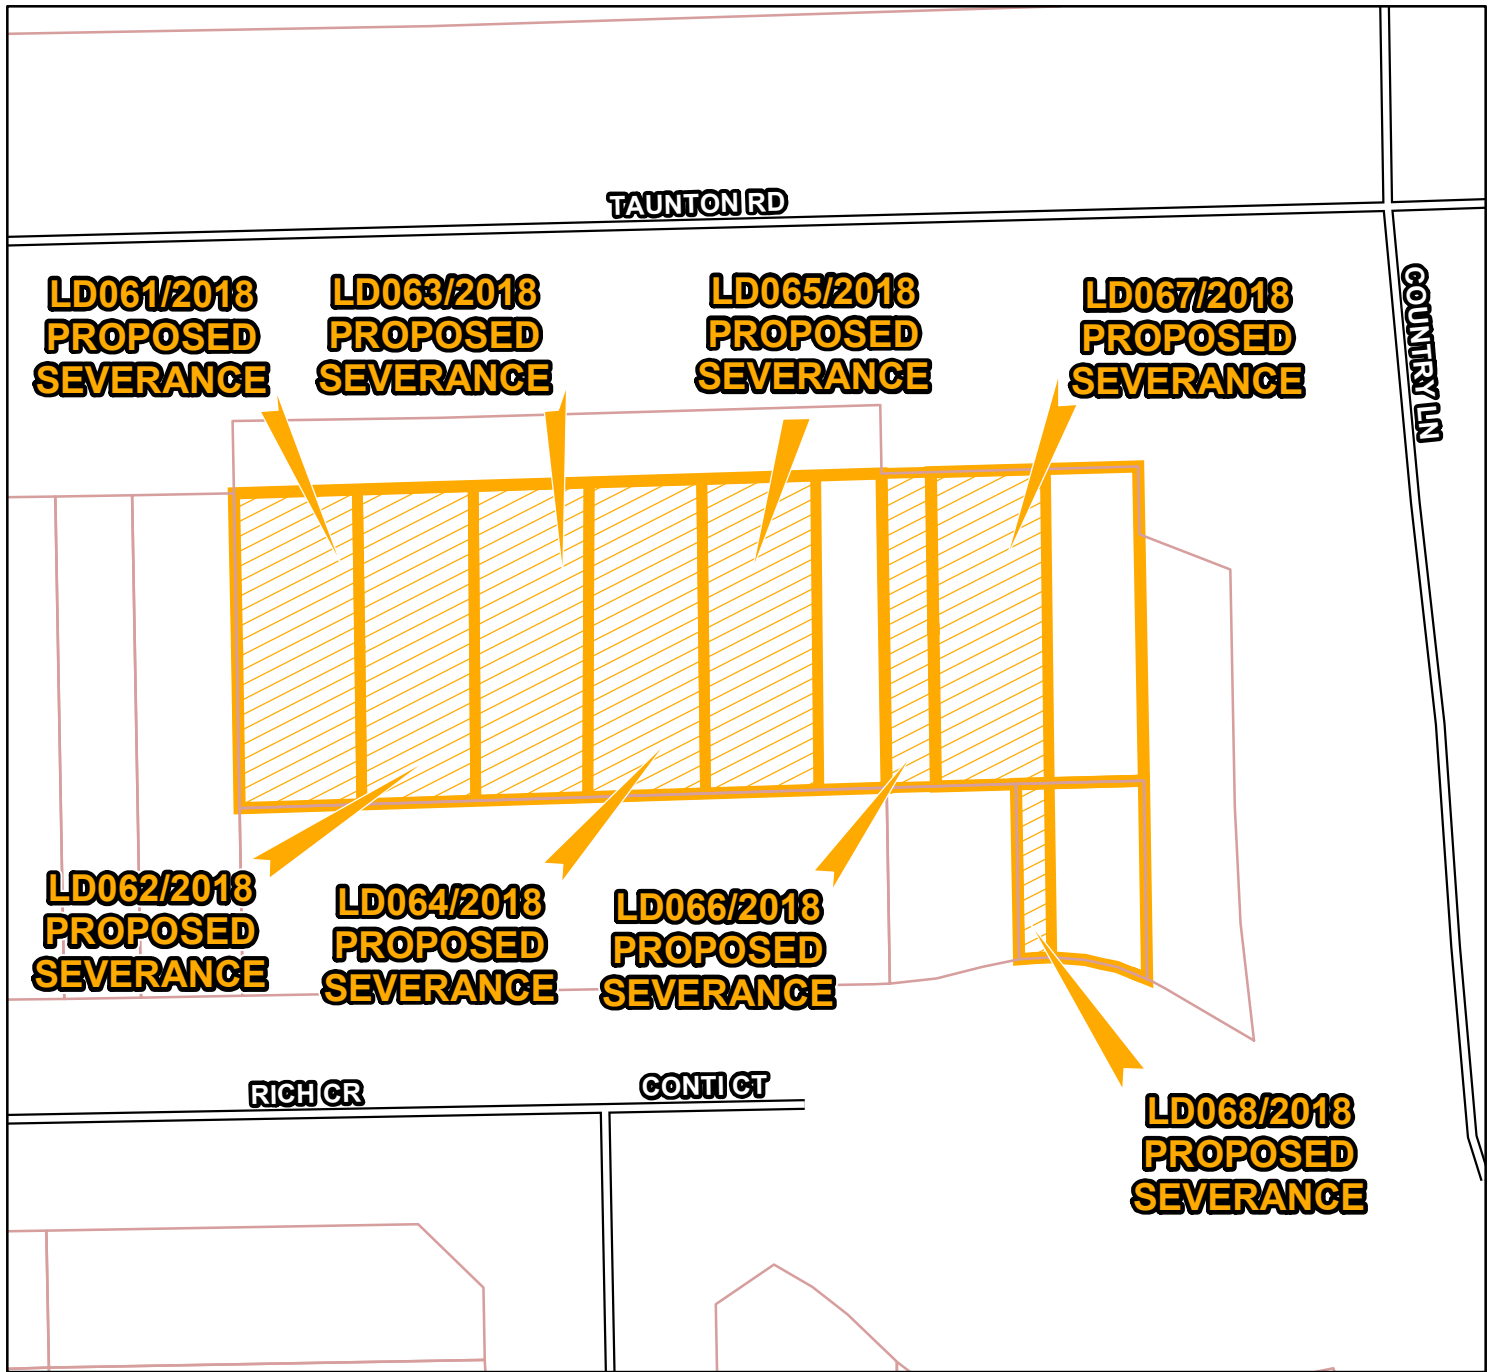 TAUNTON RD
COUNTRY LN
LD061/2018
PROPOSED
SEVERANCE
LD063/2018
PROPOSED
SEVERANCE
LD065/2018
PROPOSED
SEVERANCE
LD067/2018
PROPOSED
SEVERANCE
LD062/2018
PROPOSED
SEVERANCE
LD064/2018
PROPOSED
SEVERANCE
LD066/2018
PROPOSED
SEVERANCE
RICH CR
CONTI CT
LD068/2018
PROPOSED
SEVERANCE